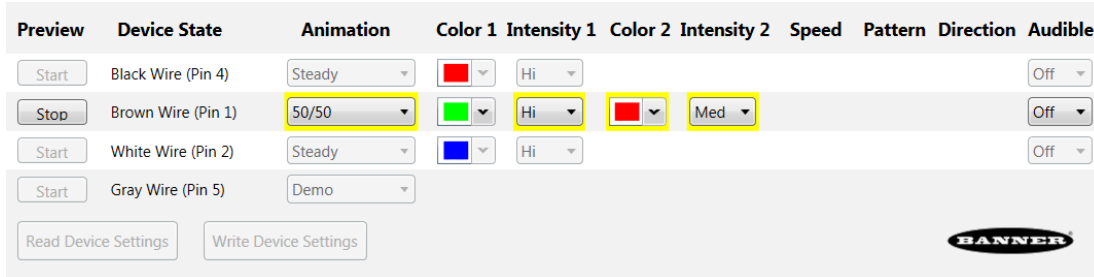 Preview Device State Animation Color 1 Intensity 1 Color 2 Intensity 2 Speed Pattern Direction Audible
Start Black Wire (Pin 4) Steady Hi Off
Stop Brown Wire (Pin 1) 50/50 Hi Med Off
Start White Wire (Pin 2) Steady Hi Off
Start Gray Wire (Pin 5) Demo
Read Device Settings Write Device Settings BANNER